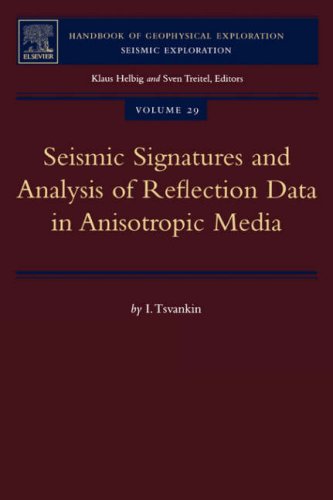 ELSEVIER
HANDBOOK OF GEOPHYSICAL EXPLORATION
SEISMIC EXPLORATION
Klaus Helbig and Sven Treitel, Editors
VOLUME 29
Seismic Signatures and
Analysis of Reflection Data
in Anisotropic Media
by I. Tsvankin